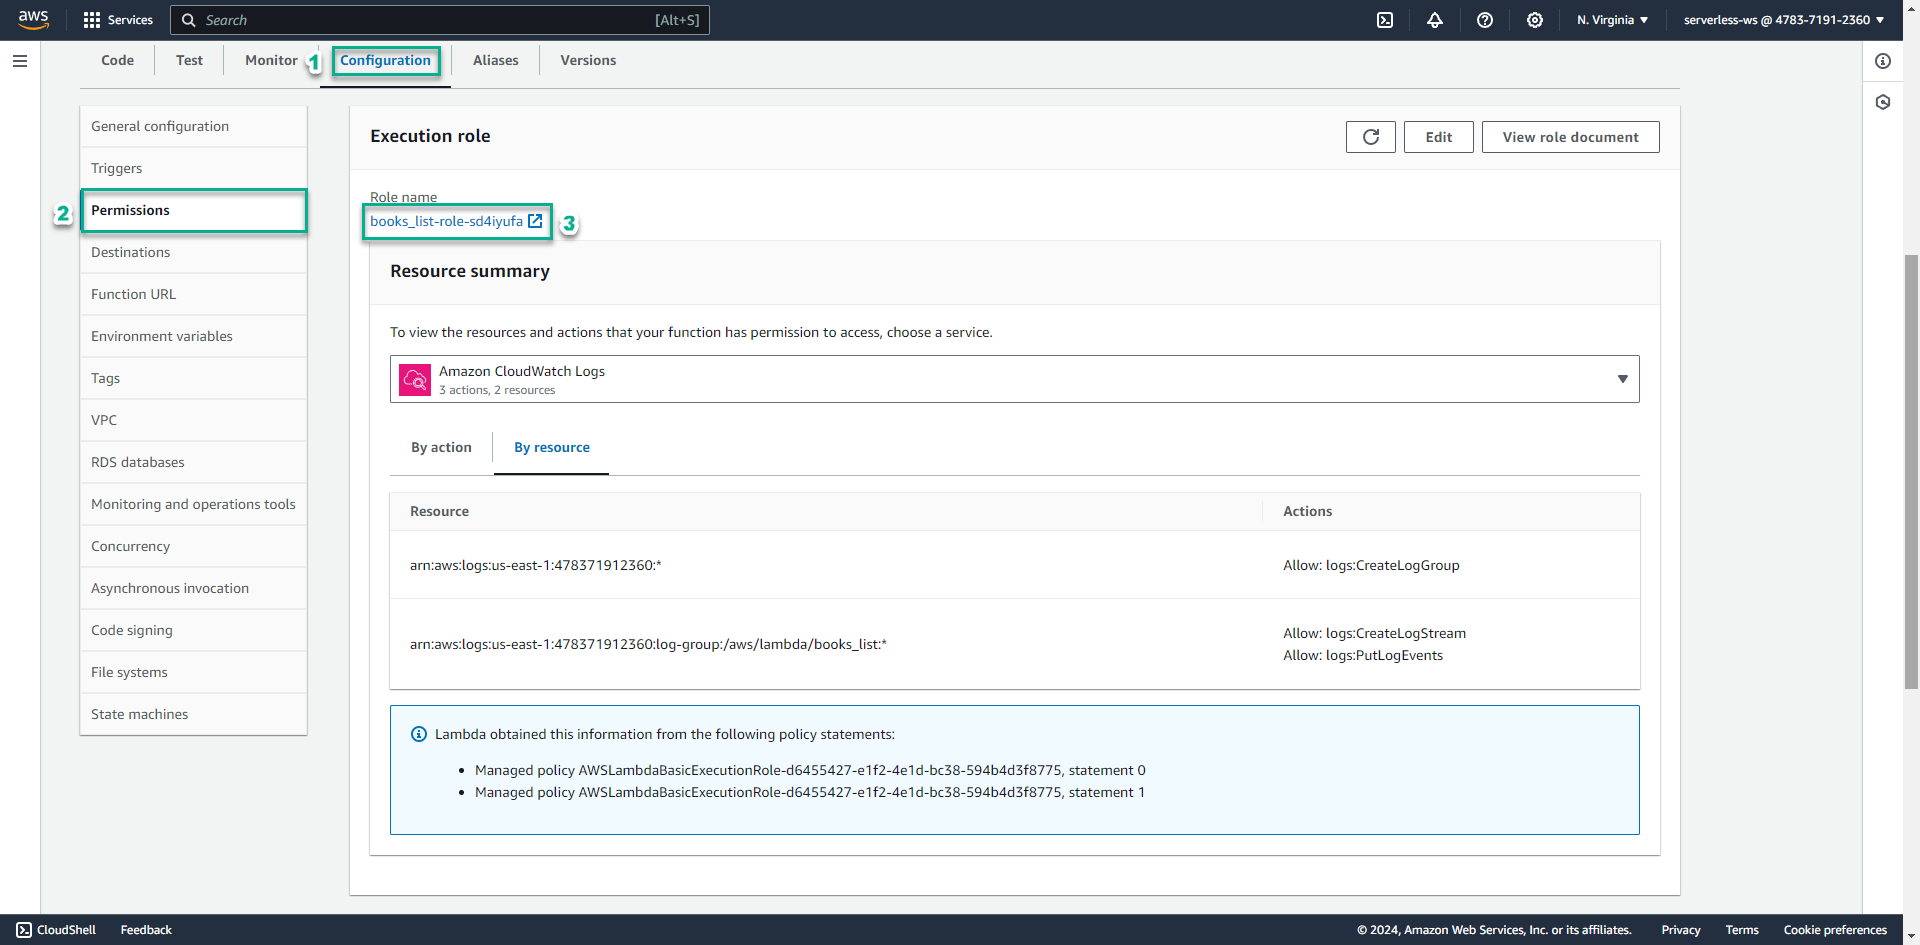 aws
Services
Search
[Alt+S]
N. Virginia
serverless-ws @ 4783-7191-2360
Code
Test
Monitor
1
Configuration
Aliases
Versions
General configuration
Triggers
2
Permissions
Destinations
Function URL
Environment variables
Tags
VPC
RDS databases
Monitoring and operations tools
Concurrency
Asynchronous invocation
Code signing
File systems
State machines
Execution role
Edit
View role document
Role name
books_list-role-sd4iyufa
3
Resource summary
To view the resources and actions that your function has permission to access, choose a service.
Amazon CloudWatch Logs
3 actions, 2 resources
By action
By resource
Resource
Actions
arn:aws:logs:us-east-1:478371912360:*
Allow: logs:CreateLogGroup
arn:aws:logs:us-east-1:478371912360:log-group:/aws/lambda/books_list:*
Allow: logs:CreateLogStream
Allow: logs:PutLogEvents
Lambda obtained this information from the following policy statements:
• Managed policy AWSLambdaBasicExecutionRole-d6455427-e1f2-4e1d-bc38-594b4d3f8775, statement 0
• Managed policy AWSLambdaBasicExecutionRole-d6455427-e1f2-4e1d-bc38-594b4d3f8775, statement 1
CloudShell
Feedback
© 2024, Amazon Web Services, Inc. or its affiliates.
Privacy
Terms
Cookie preferences